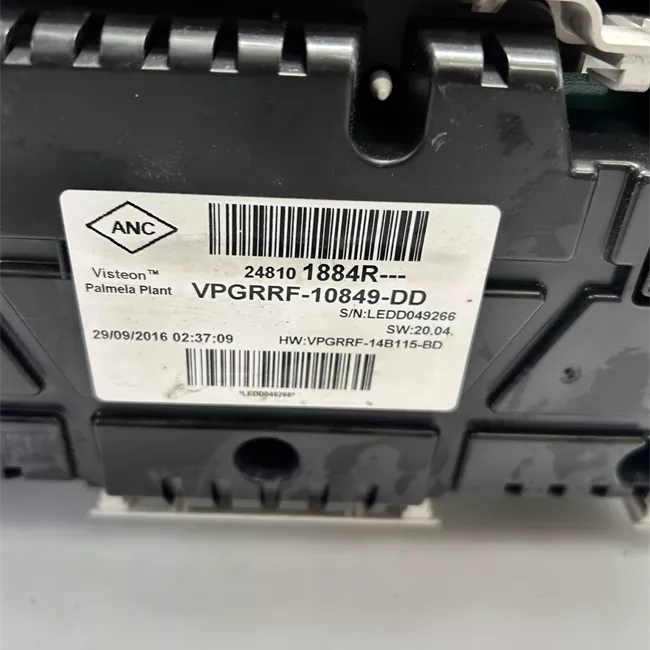 ANC
24810 1884R---
Visteon™
Palmela Plant
VPGRRF-10849-DD
S/N:LEDD049266
SW:20.04.
29/09/2016 02:37:09
HW:VPGRRF-14B115-BD
*LEDD049266*